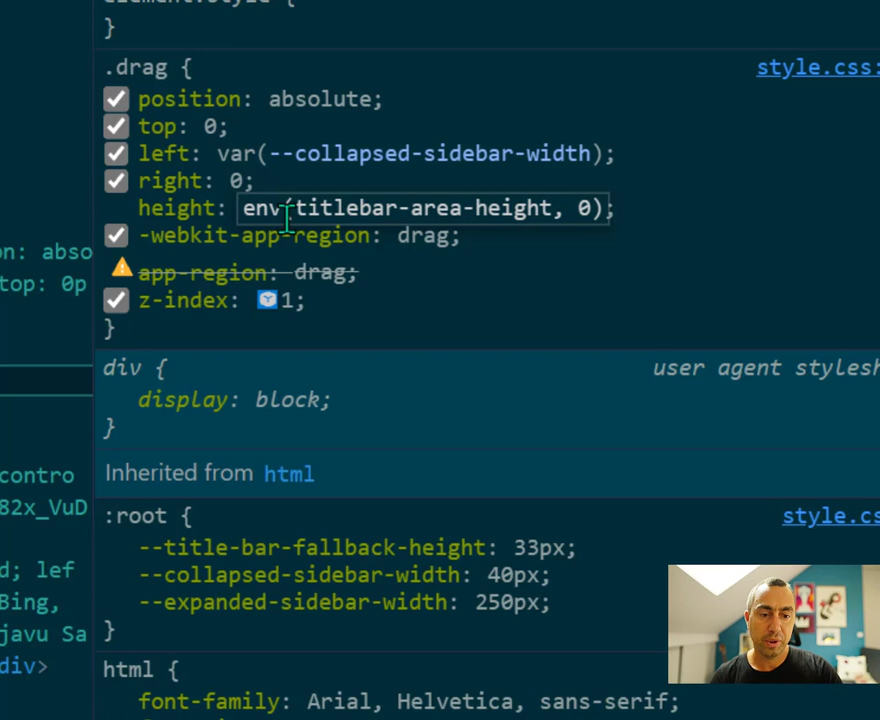 element.style {
}
.drag {
style.css:
position: absolute;
top: 0;
left: var(--collapsed-sidebar-width);
right: 0;
height: env(titlebar-area-height, 0);
-webkit-app-region: drag;
app-region: drag;
z-index: 1;
}
on: abso
top: 0p
div {
user agent stylesh
display: block;
}
Inherited from html
contro
82x_VuD
:root {
style.cs
--title-bar-fallback-height: 33px;
--collapsed-sidebar-width: 40px;
--expanded-sidebar-width: 250px;
}
d; lef
Bing,
javu Sa
div>
html {
font-family: Arial, Helvetica, sans-serif;